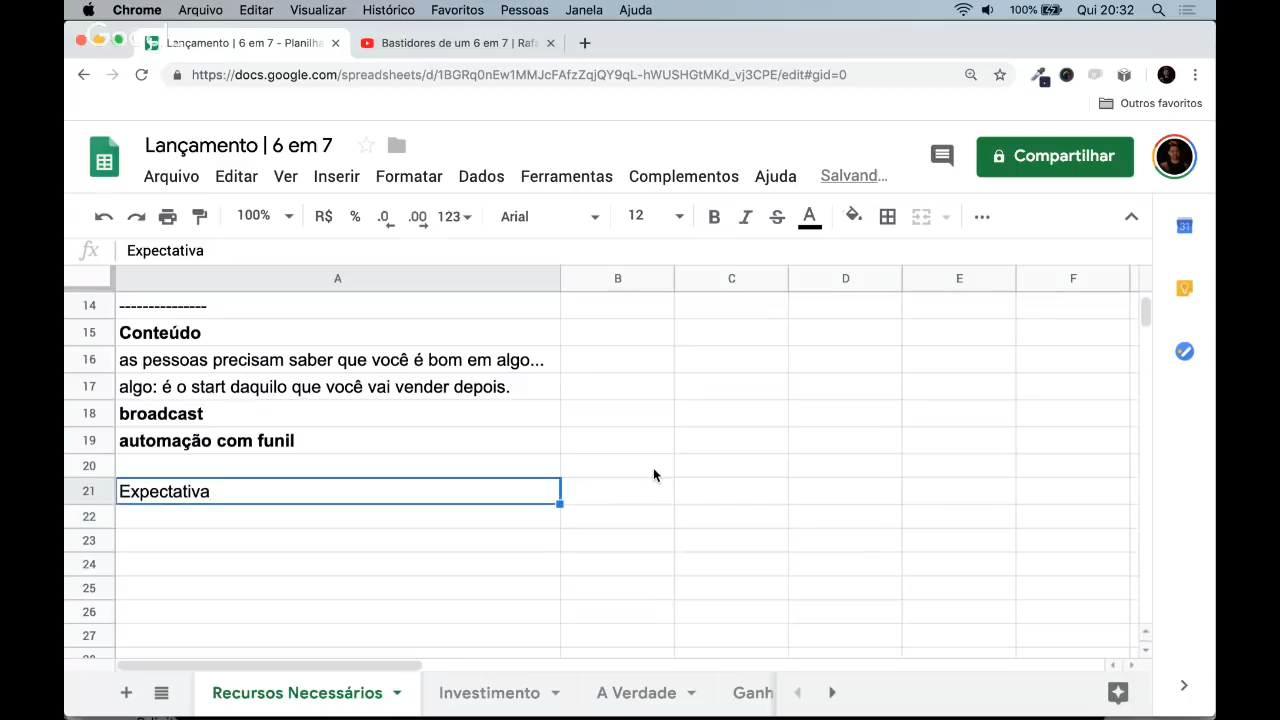 Chrome Arquivo Editar Visualizar Histórico Favoritos Pessoas Janela Ajuda 100% Qui 20:32
Lançamento | 6 em 7 - Planilha Bastidores de um 6 em 7 | Rafa
https://docs.google.com/spreadsheets/d/1BGRq0nEw1MMJcFAfzZqjQY9qL-hWUSHGtMKd_vj3CPE/edit#gid=0
Outros favoritos
Lançamento | 6 em 7
Compartilhar
Arquivo Editar Ver Inserir Formatar Dados Ferramentas Complementos Ajuda Salvando…
100% R$ % .0 .00 123 Arial 12 B I S A
31
fx Expectativa
A B C D E F
14 ---------------
15 Conteúdo
16 as pessoas precisam saber que você é bom em algo...
17 algo: é o start daquilo que você vai vender depois.
18 broadcast
19 automação com funil
20
21 Expectativa
22
23
24
25
26
27
Recursos Necessários Investimento A Verdade Ganh